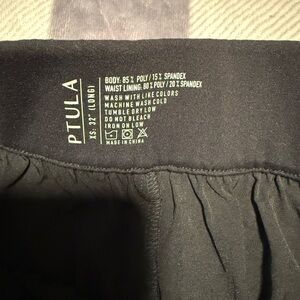 PTULA
XS: 32" (LONG)
BODY: 85% POLY / 15% SPANDEX
WAIST LINING: 80% POLY / 20% SPANDEX
WASH WITH LIKE COLORS
MACHINE WASH COLD
TUMBLE DRY LOW
DO NOT BLEACH
IRON ON LOW
MADE IN CHINA